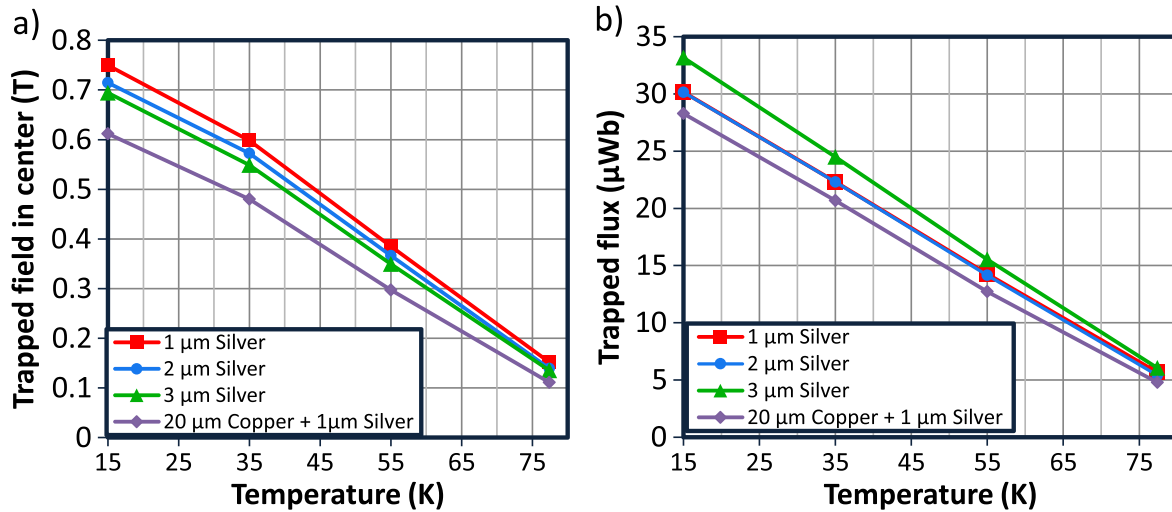 a)
Trapped field in center (T)
0.8
0.7
0.6
0.5
0.4
0.3
0.2
0.1
0
1 µm Silver
2 µm Silver
3 µm Silver
20 µm Copper + 1µm Silver
15 25 35 45 55 65 75
Temperature (K)
b)
Trapped flux (µWb)
35
30
25
20
15
10
5
0
1 µm Silver
2 µm Silver
3 µm Silver
20 µm Copper + 1 µm Silver
15 25 35 45 55 65 75
Temperature (K)